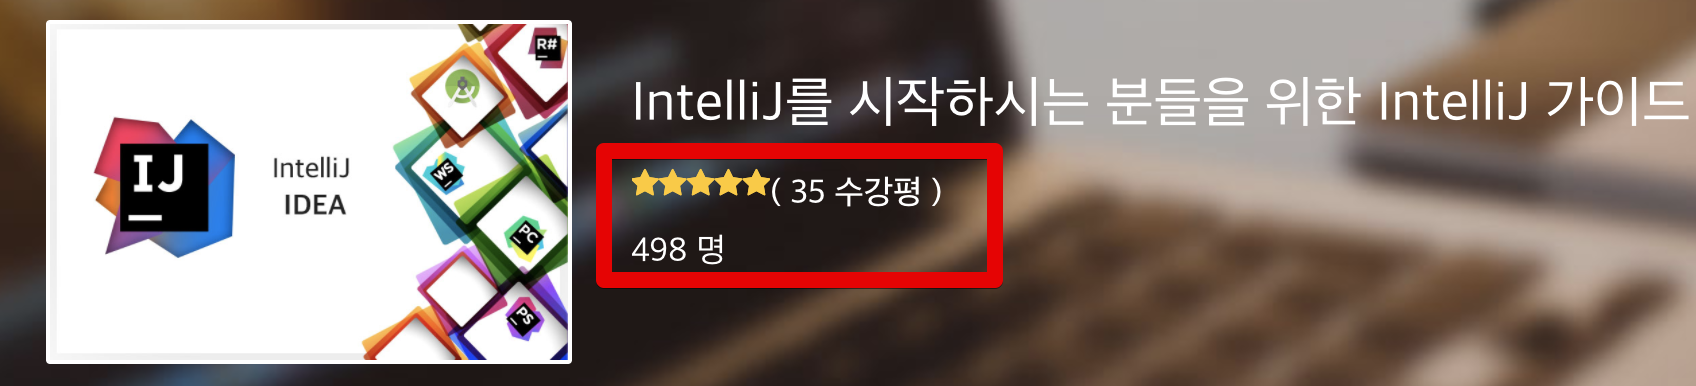 IntelliJ를 시작하시는 분들을 위한 IntelliJ 가이드
( 35 수강평 )
498 명
IJ
IntelliJ
IDEA
R#
WS
PC
PS